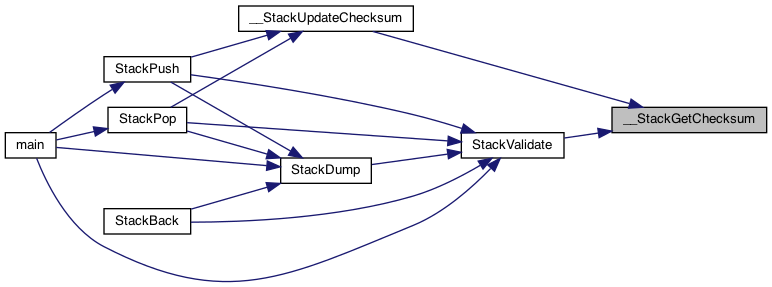 __StackUpdateChecksum
StackPush
StackPop
__StackGetChecksum
main
StackValidate
StackDump
StackBack